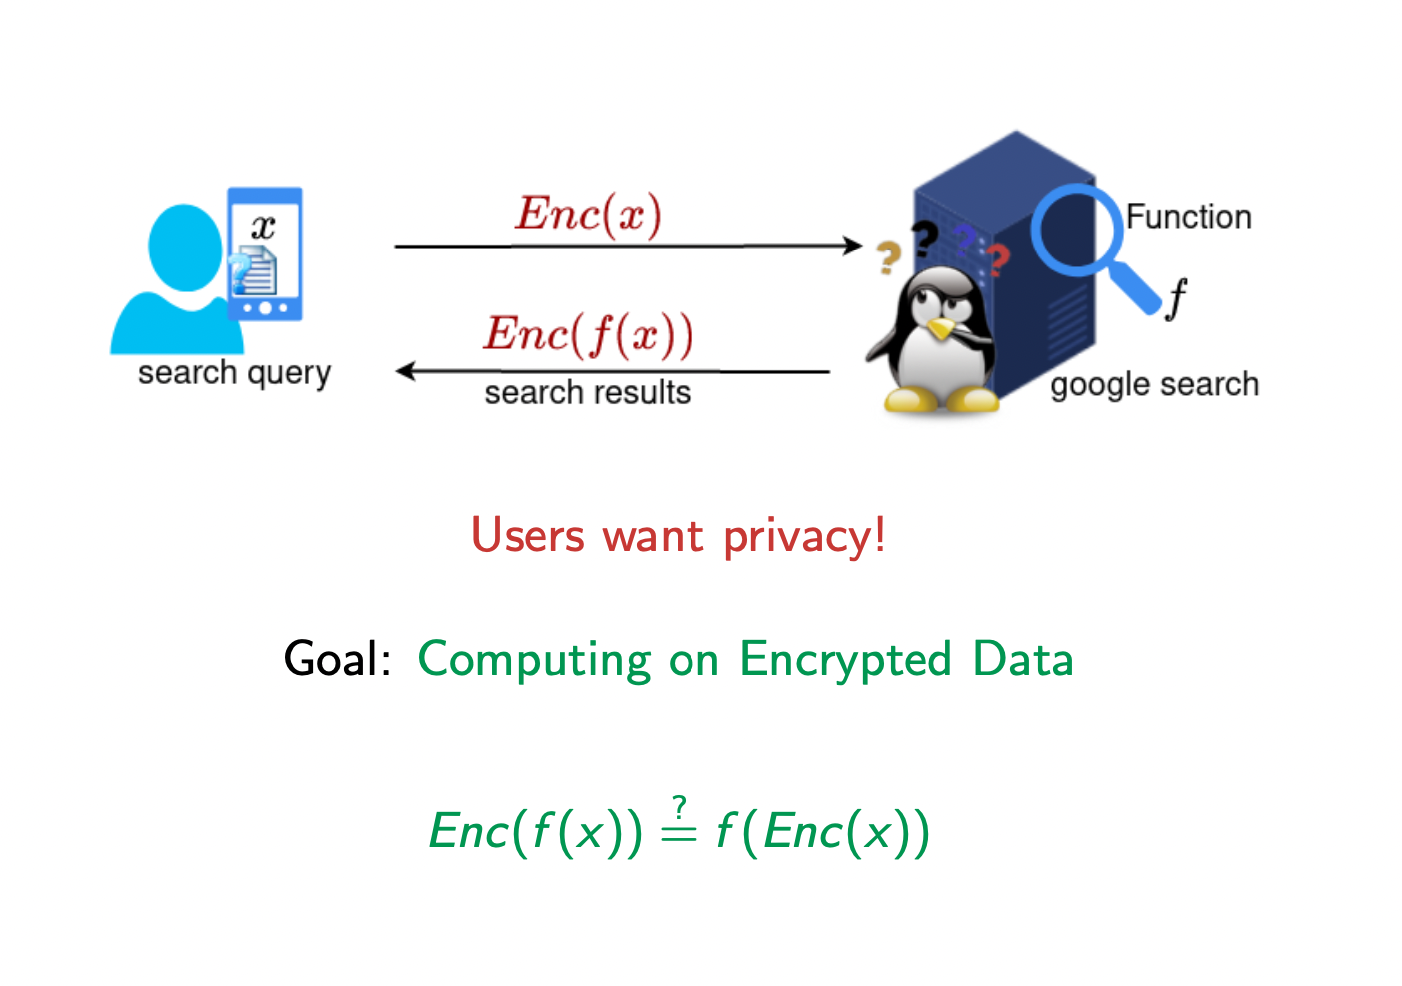 x
search query
Enc(x)
Enc(f(x))
search results
? ? ? ?
Function
f
google search
Users want privacy!
Goal: Computing on Encrypted Data
Enc(f(x)) ≟ f(Enc(x))